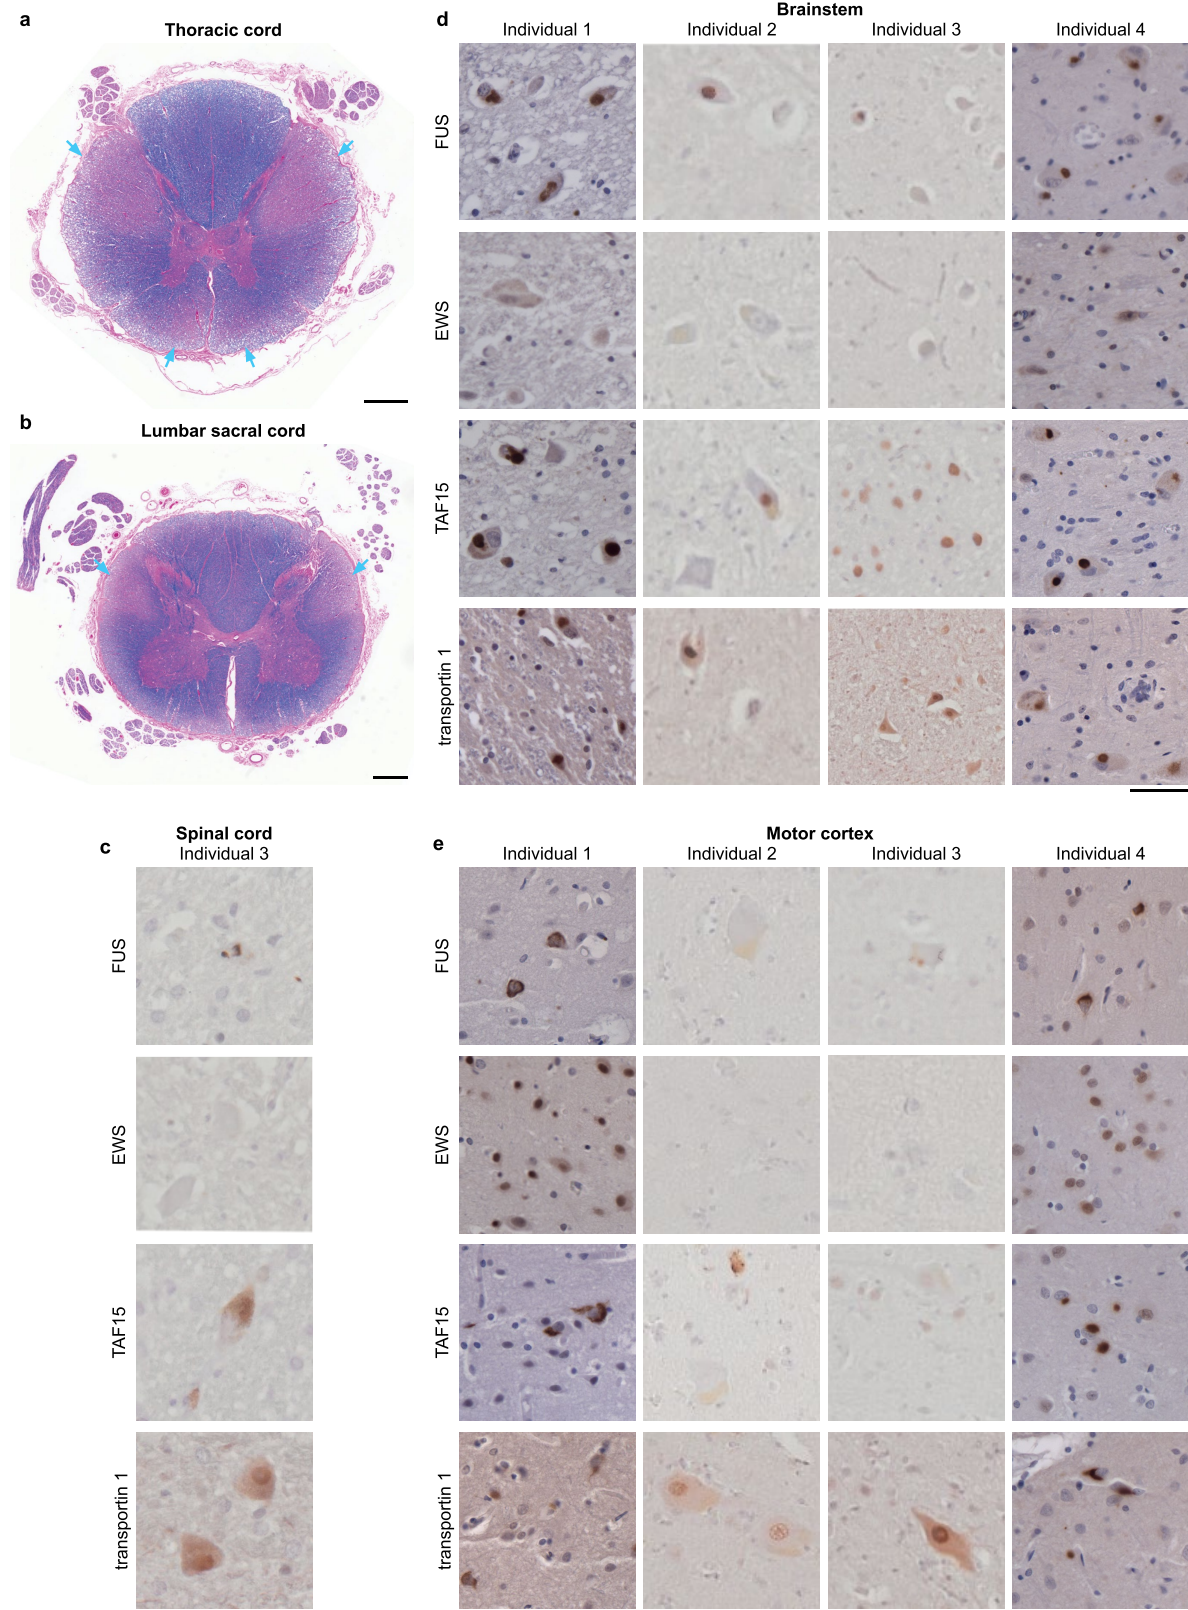 a
Thoracic cord
b
Lumbar sacral cord
c
Spinal cord
Individual 3
FUS
EWS
TAF15
transportin 1
d
Brainstem
Individual 1 Individual 2 Individual 3 Individual 4
FUS
EWS
TAF15
transportin 1
e
Motor cortex
Individual 1 Individual 2 Individual 3 Individual 4
FUS
EWS
TAF15
transportin 1